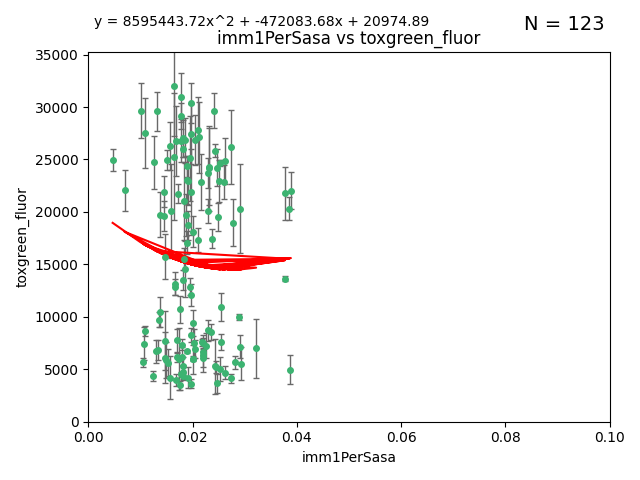 y = 8595443.72x^2 + -472083.68x + 20974.89
N = 123
imm1PerSasa vs toxgreen_fluor
35000
30000
25000
20000
15000
10000
5000
0
toxgreen_fluor
0.00 0.02 0.04 0.06 0.08 0.10
imm1PerSasa